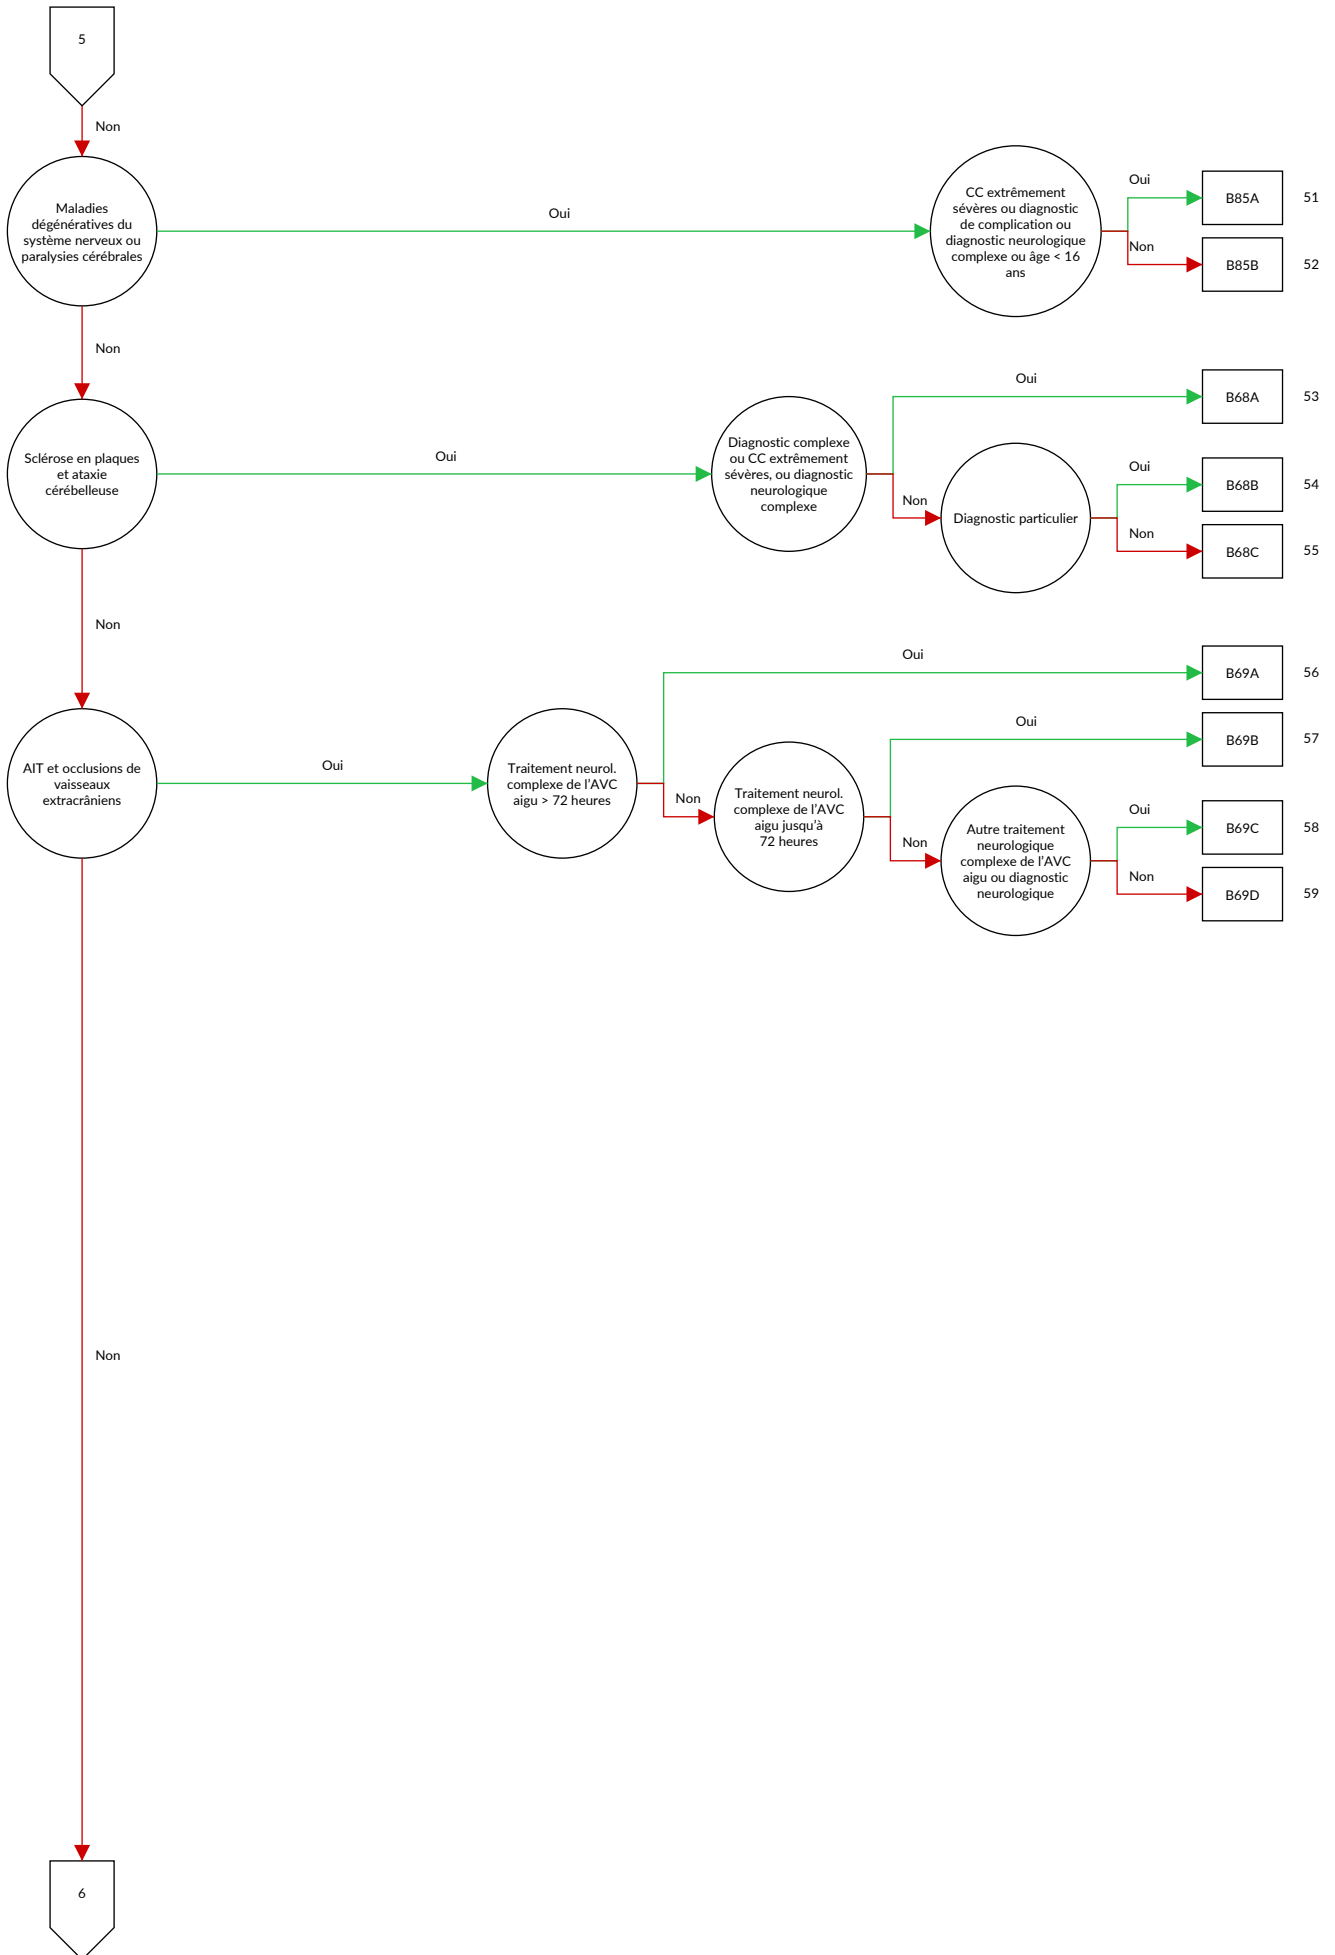 5
Non
Maladies
dégénératives du
système nerveux ou
paralysies cérébrales
Oui
CC extrêmement
sévères ou diagnostic
de complication ou
diagnostic neurologique
complexe ou âge < 16
ans
Oui
B85A
51
Non
B85B
52
Non
Sclérose en plaques
et ataxie
cérébelleuse
Oui
Diagnostic complexe
ou CC extrêmement
sévères, ou diagnostic
neurologique
complexe
Oui
B68A
53
Non
Diagnostic particulier
Oui
B68B
54
Non
B68C
55
Non
AIT et occlusions de
vaisseaux
extracrâniens
Oui
Traitement neurol.
complexe de l'AVC
aigu > 72 heures
Oui
B69A
56
Non
Traitement neurol.
complexe de l'AVC
aigu jusqu'à
72 heures
Oui
B69B
57
Non
Autre traitement
neurologique
complexe de l'AVC
aigu ou diagnostic
neurologique
Oui
B69C
58
Non
B69D
59
Non
6